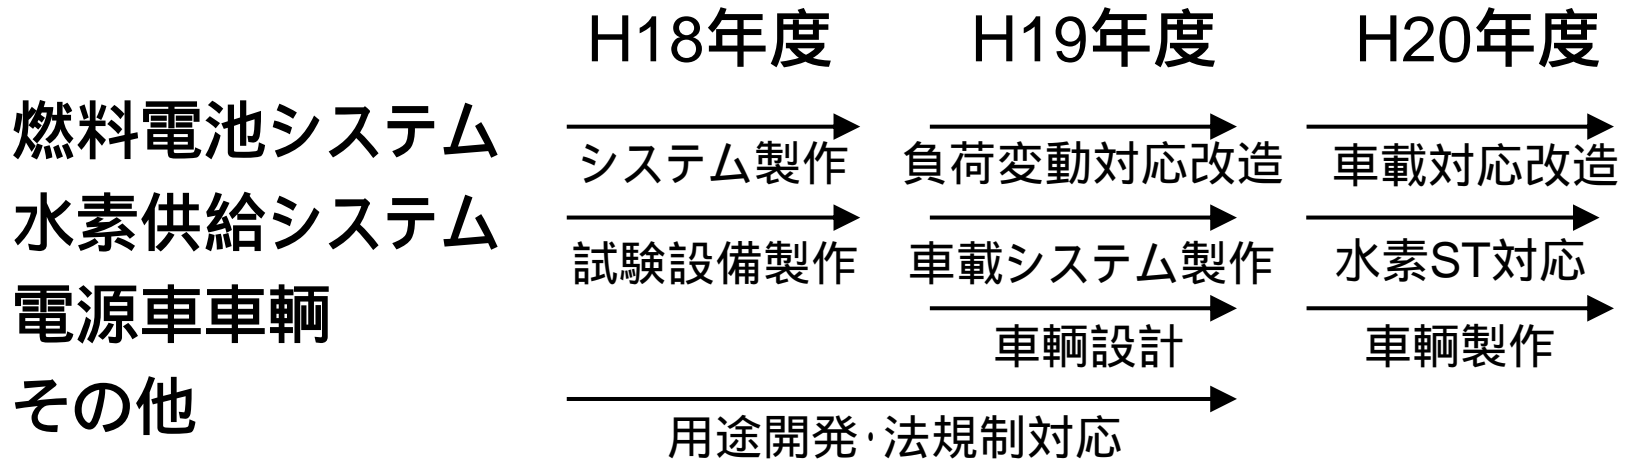 H18年度 H19年度 H20年度
燃料電池システム
システム製作 負荷変動対応改造 車載対応改造
水素供給システム
試験設備製作 車載システム製作 水素ST対応
電源車車輌
車輌設計 車輌製作
その他
用途開発・法規制対応